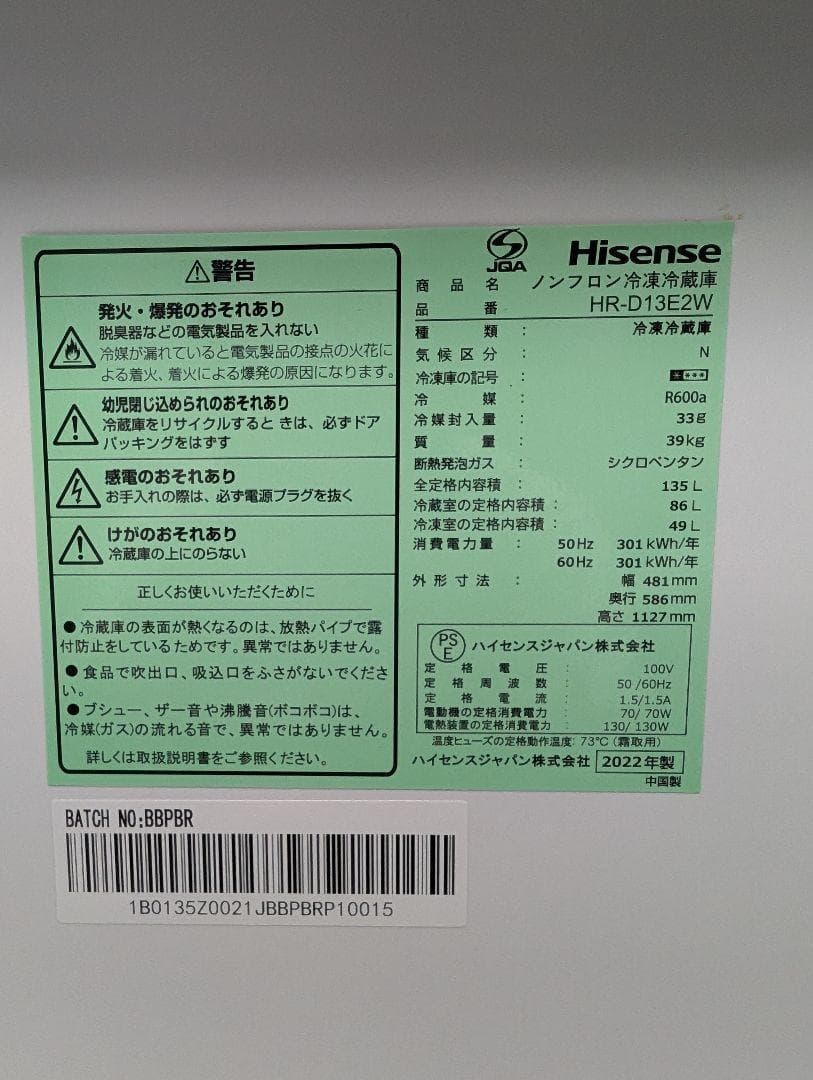 ⚠警告
発火・爆発のおそれあり
脱臭器などの電気製品を入れない
冷媒が漏れていると電気製品の接点の火花に
よる着火、着火による爆発の原因になります。
幼児閉じ込められのおそれあり
冷蔵庫をリサイクルすると きは、必ずドア
パッキングをはずす
感電のおそれあり
お手入れの際は、必ず電源プラグを抜く
けがのおそれあり
冷蔵庫の上にのらない
正しくお使いいただくために
●冷蔵庫の表面が熱くなるのは、放熱パイプで露
付防止をしているためです。異常ではありません。
●食品で吹出口、吸込口をふさがないでくださ
い。
●ブシュー、ザー音や沸騰音(ボコボコ)は、
冷媒(ガス)の流れる音で、異常ではありません。
詳しくは取扱説明書をご参照ください。
JQA
Hisense
商品名 ノンフロン冷凍冷蔵庫
品番 HR-D13E2W
種類 : 冷凍冷蔵庫
気候区分 : N
冷凍庫の記号 : ****
冷媒 : R600a
冷媒封入量 : 33g
質量 : 39kg
断熱発泡ガス : シクロペンタン
全定格内容積 : 135L
冷蔵室の定格内容積 : 86L
冷凍室の定格内容積 : 49L
消費電力量 : 50Hz 301kWh/年
60Hz 301kWh/年
外形寸法 : 幅 481mm
奥行 586mm
高さ 1127mm
PS
E
ハイセンスジャパン株式会社
定格電圧 : 100V
定格周波数 : 50/60Hz
定格電流 : 1.5/1.5A
電動機の定格消費電力 : 70/ 70W
電熱装置の定格消費電力 : 130/ 130W
温度ヒューズの定格動作温度: 73℃(霜取用)
ハイセンスジャパン株式会社 2022年製
中国製
BATCH NO:BBPBR
1B0135Z0021JBBPBRP10015